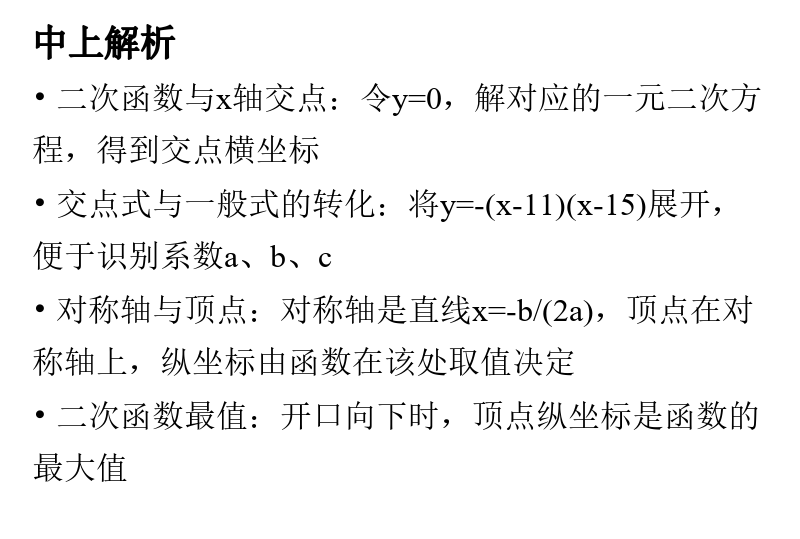 中上解析
• 二次函数与x轴交点：令y=0，解对应的一元二次方
程，得到交点横坐标
• 交点式与一般式的转化：将y=-(x-11)(x-15)展开，
便于识别系数a、b、c
• 对称轴与顶点：对称轴是直线x=-b/(2a)，顶点在对
称轴上，纵坐标由函数在该处取值决定
• 二次函数最值：开口向下时，顶点纵坐标是函数的
最大值